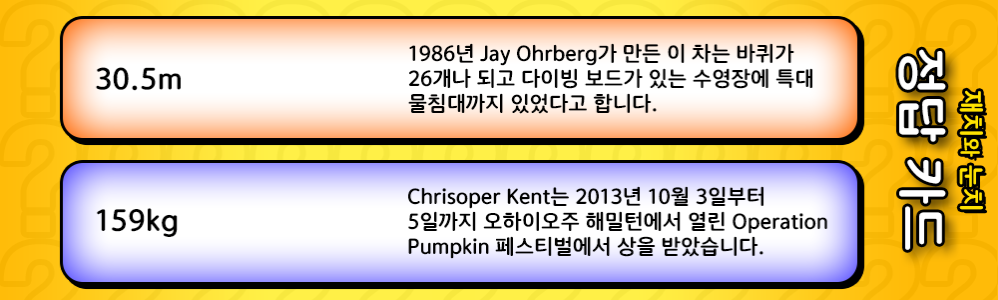 30.5m
1986년 Jay Ohrberg가 만든 이 차는 바퀴가
26개나 되고 다이빙 보드가 있는 수영장에 특대
물침대까지 있었다고 합니다.
159kg
Chrisoper Kent는 2013년 10월 3일부터
5일까지 오하이오주 해밀턴에서 열린 Operation
Pumpkin 페스티벌에서 상을 받았습니다.
재치와 눈치
정답 카드